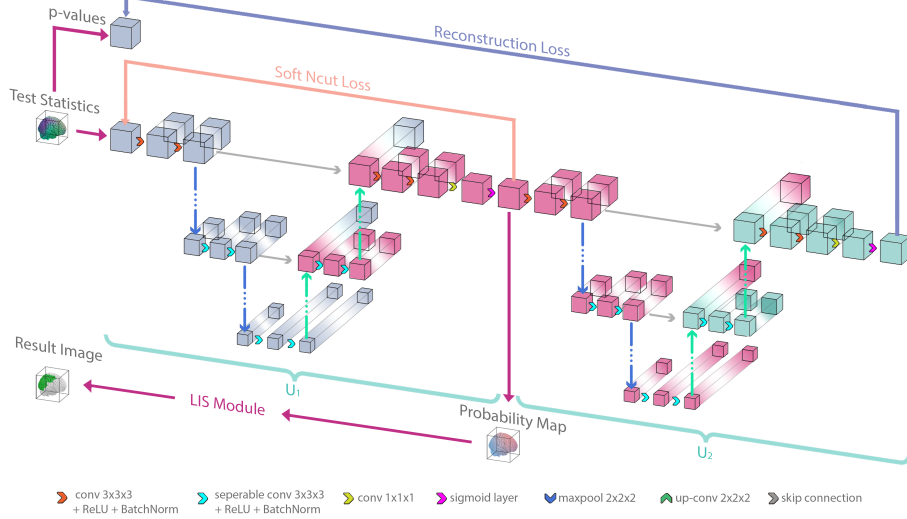 p-values
Reconstruction Loss
Soft Ncut Loss
Test Statistics
Result Image
U1
LIS Module
Probability Map
U2
conv 3x3x3
+ ReLU + BatchNorm
seperable conv 3x3x3
+ ReLU + BatchNorm
conv 1x1x1
sigmoid layer
maxpool 2x2x2
up-conv 2x2x2
skip connection